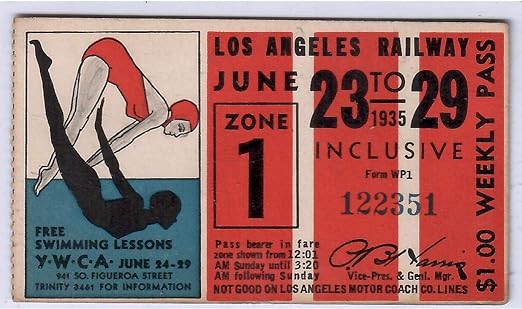 LOS ANGELES RAILWAY
JUNE 23 TO 29
1935
INCLUSIVE
ZONE
1
Form WP1
122351
Pass bearer in fare
zone shown from 12:01
AM Sunday until 3:20
AM following Sunday
Vice-Pres. & Genl. Mgr.
NOT GOOD ON LOS ANGELES MOTOR COACH CO. LINES
$1.00 WEEKLY PASS
FREE
SWIMMING LESSONS
Y·W·C·A· JUNE 24-29
941 SO. FIGUEROA STREET
TRINITY 3461 FOR INFORMATION